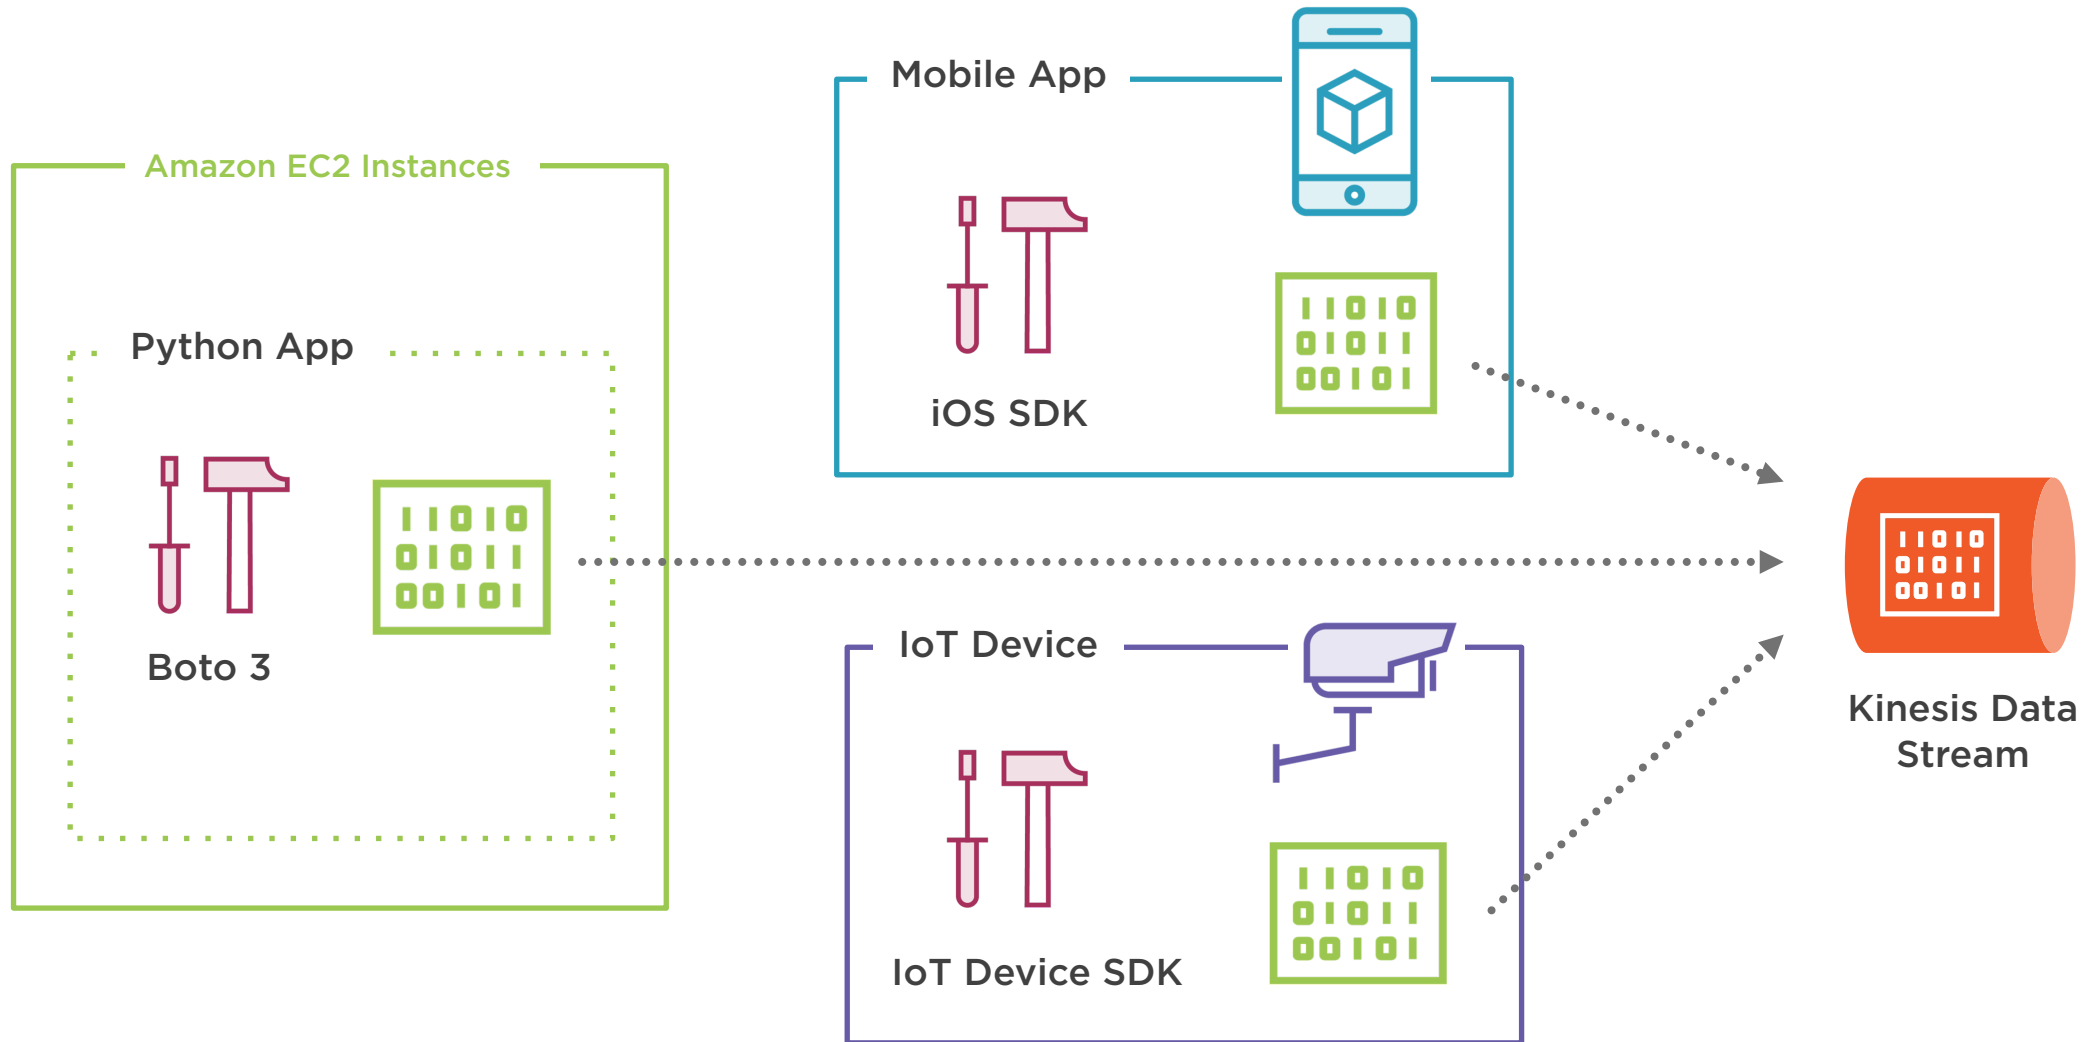 Mobile App
Amazon EC2 Instances
Python App
iOS SDK
11010
01011
00101
11010
01011
00101
Boto 3
11010
01011
00101
IoT Device
Kinesis Data
Stream
IoT Device SDK
11010
01011
00101